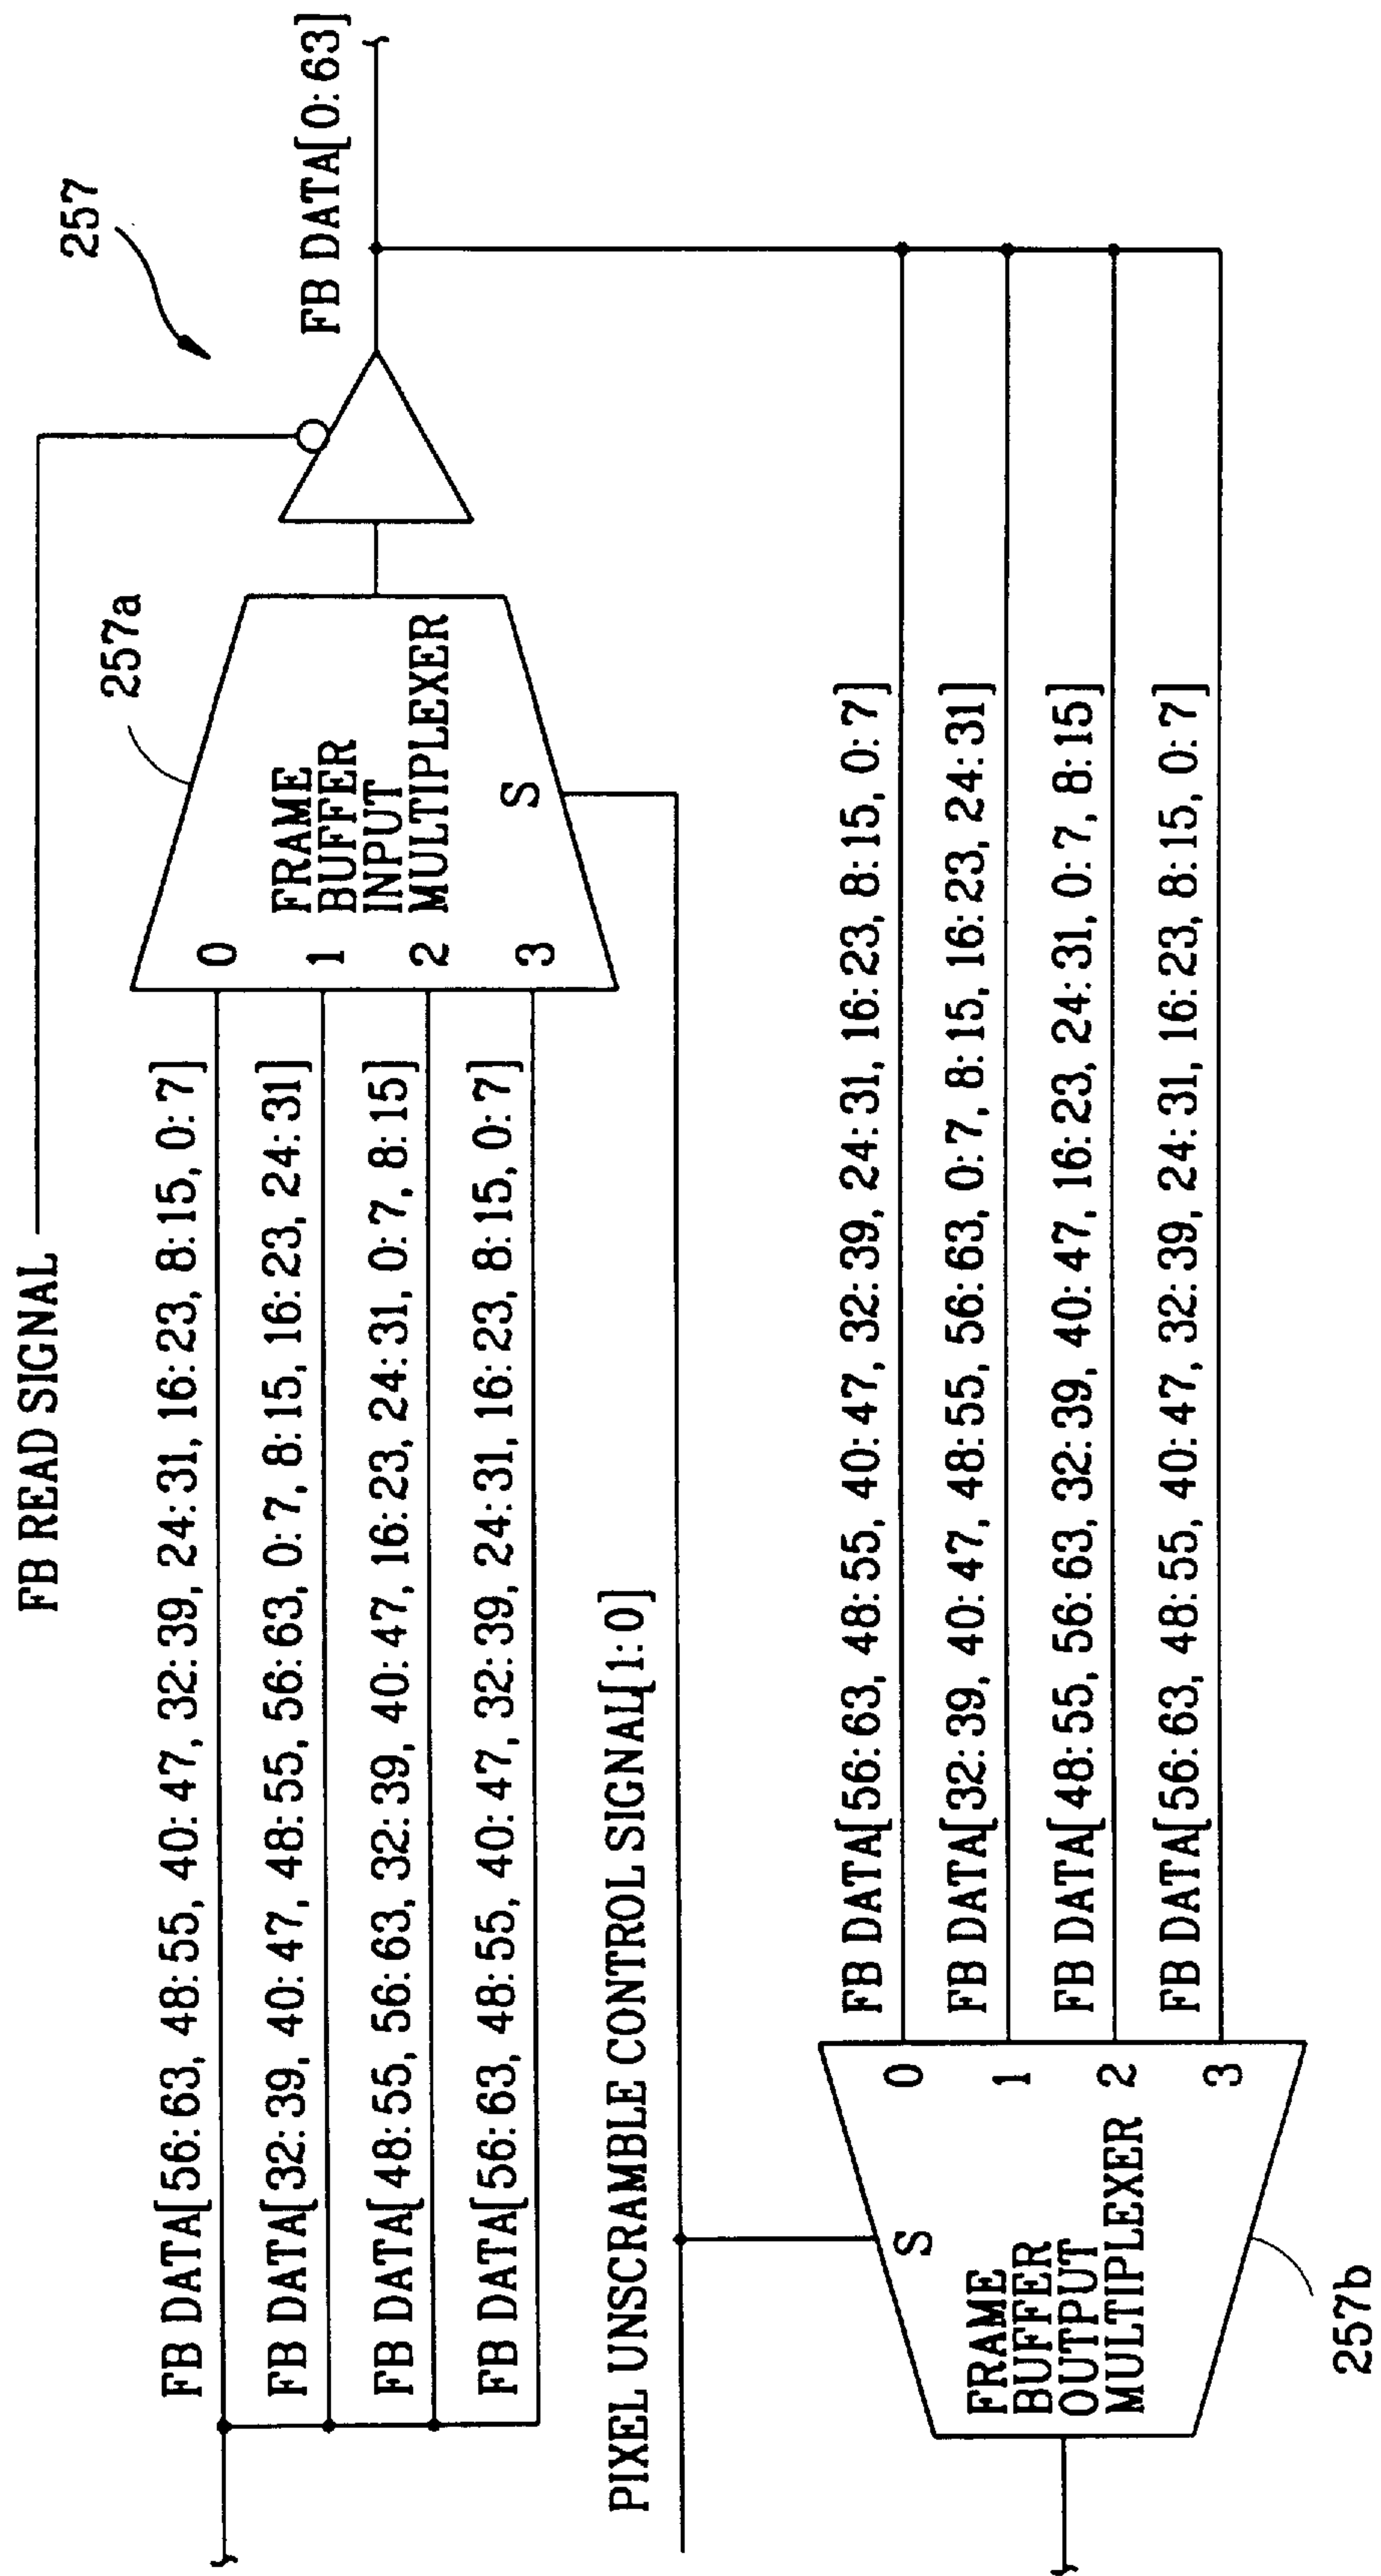 FB READ SIGNAL
257
FB DATA[0:63]
257a
FB DATA[56:63, 48:55, 40:47, 32:39, 24:31, 16:23, 8:15, 0:7]
FB DATA[32:39, 40:47, 48:55, 56:63, 0:7, 8:15, 16:23, 24:31]
FB DATA[48:55, 56:63, 32:39, 40:47, 16:23, 24:31, 0:7, 8:15]
FB DATA[56:63, 48:55, 40:47, 32:39, 24:31, 16:23, 8:15, 0:7]
0
1
2
3
FRAME
BUFFER
INPUT
MULTIPLEXER
S
PIXEL UNSCRAMBLE CONTROL SIGNAL[1:0]
S
FRAME
BUFFER
OUTPUT
MULTIPLEXER
0
1
2
3
FB DATA[56:63, 48:55, 40:47, 32:39, 24:31, 16:23, 8:15, 0:7]
FB DATA[32:39, 40:47, 48:55, 56:63, 0:7, 8:15, 16:23, 24:31]
FB DATA[48:55, 56:63, 32:39, 40:47, 16:23, 24:31, 0:7, 8:15]
FB DATA[56:63, 48:55, 40:47, 32:39, 24:31, 16:23, 8:15, 0:7]
257b